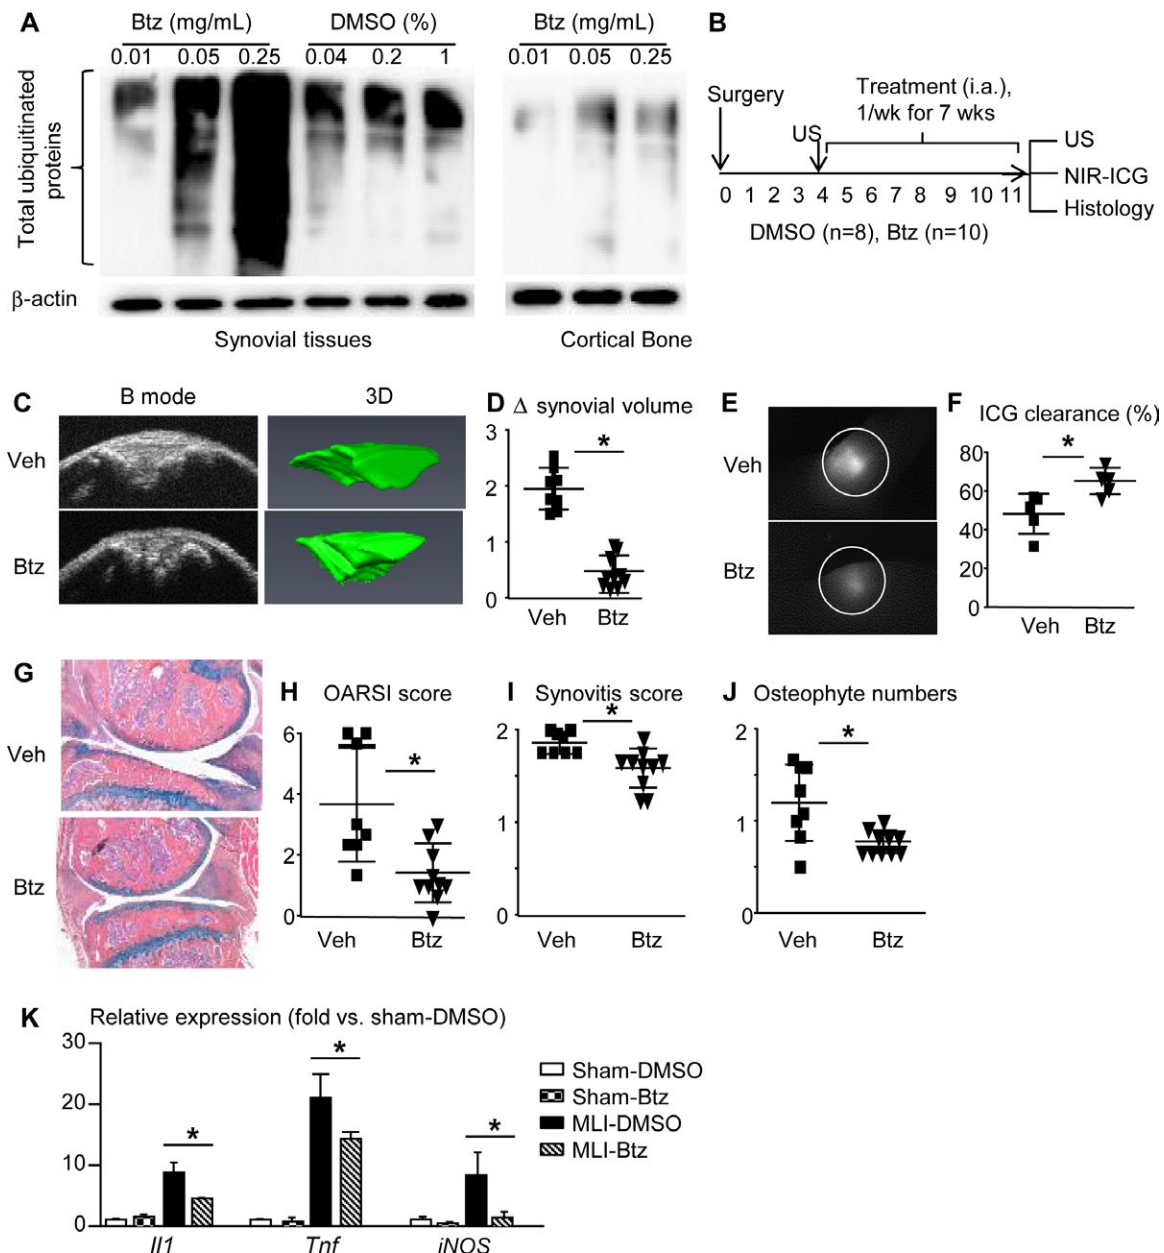 A
Btz (mg/mL) DMSO (%) Btz (mg/mL)
0.01 0.05 0.25 0.04 0.2 1 0.01 0.05 0.25
Total ubiquitinated
proteins
β-actin
Synovial tissues Cortical Bone
B
Surgery
US
Treatment (i.a.),
1/wk for 7 wks
0 1 2 3 4 5 6 7 8 9 10 11
US
NIR-ICG
Histology
DMSO (n=8), Btz (n=10)
C
B mode 3D
Veh
Btz
D Δ synovial volume
3
2
1
0
*
Veh Btz
E
Veh
Btz
F ICG clearance (%)
80
60
40
20
0
*
Veh Btz
G
Veh
Btz
H OARSI score
6
4
2
0
*
Veh Btz
I Synovitis score
2
1
0
*
Veh Btz
J Osteophyte numbers
2
1
0
*
Veh Btz
K Relative expression (fold vs. sham-DMSO)
30
20
10
0
* * *
Il1 Tnf iNOS
Sham-DMSO
Sham-Btz
MLI-DMSO
MLI-Btz